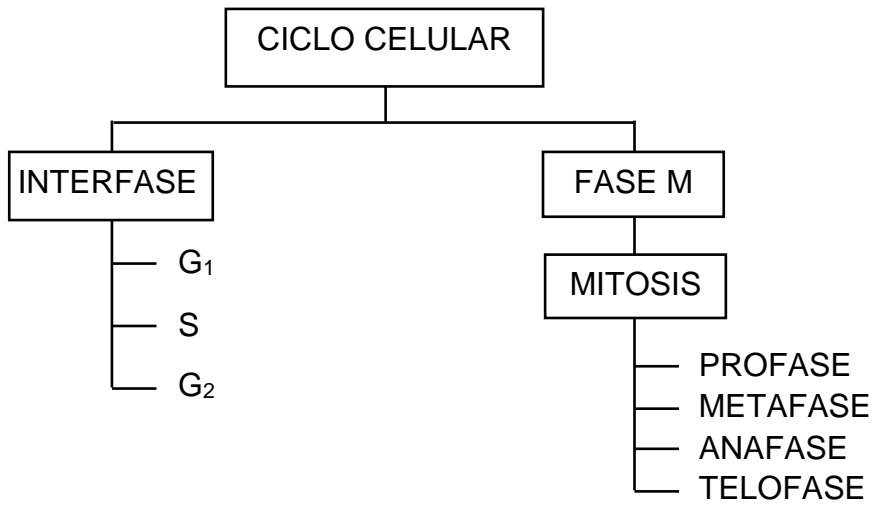 CICLO CELULAR
INTERFASE
G₁
S
G₂
FASE M
MITOSIS
PROFASE
METAFASE
ANAFASE
TELOFASE